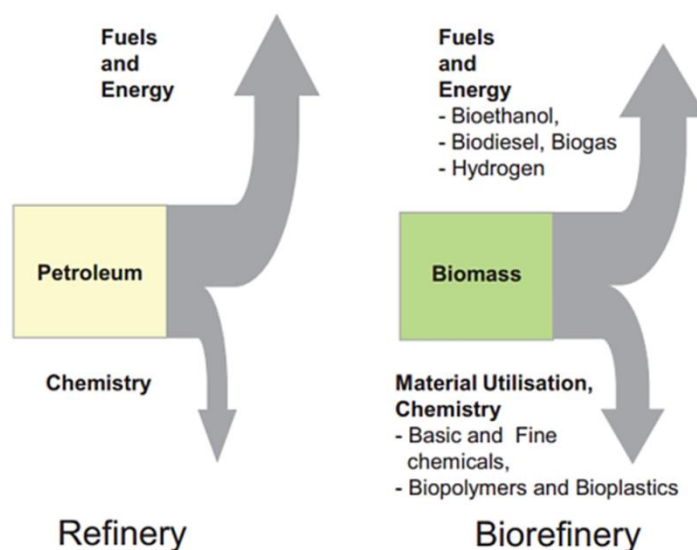 Fuels
and
Energy
Petroleum
Chemistry
Refinery
Fuels
and
Energy
- Bioethanol,
- Biodiesel, Biogas
- Hydrogen
Biomass
Material Utilisation,
Chemistry
- Basic and Fine
chemicals,
- Biopolymers and Bioplastics
Biorefinery